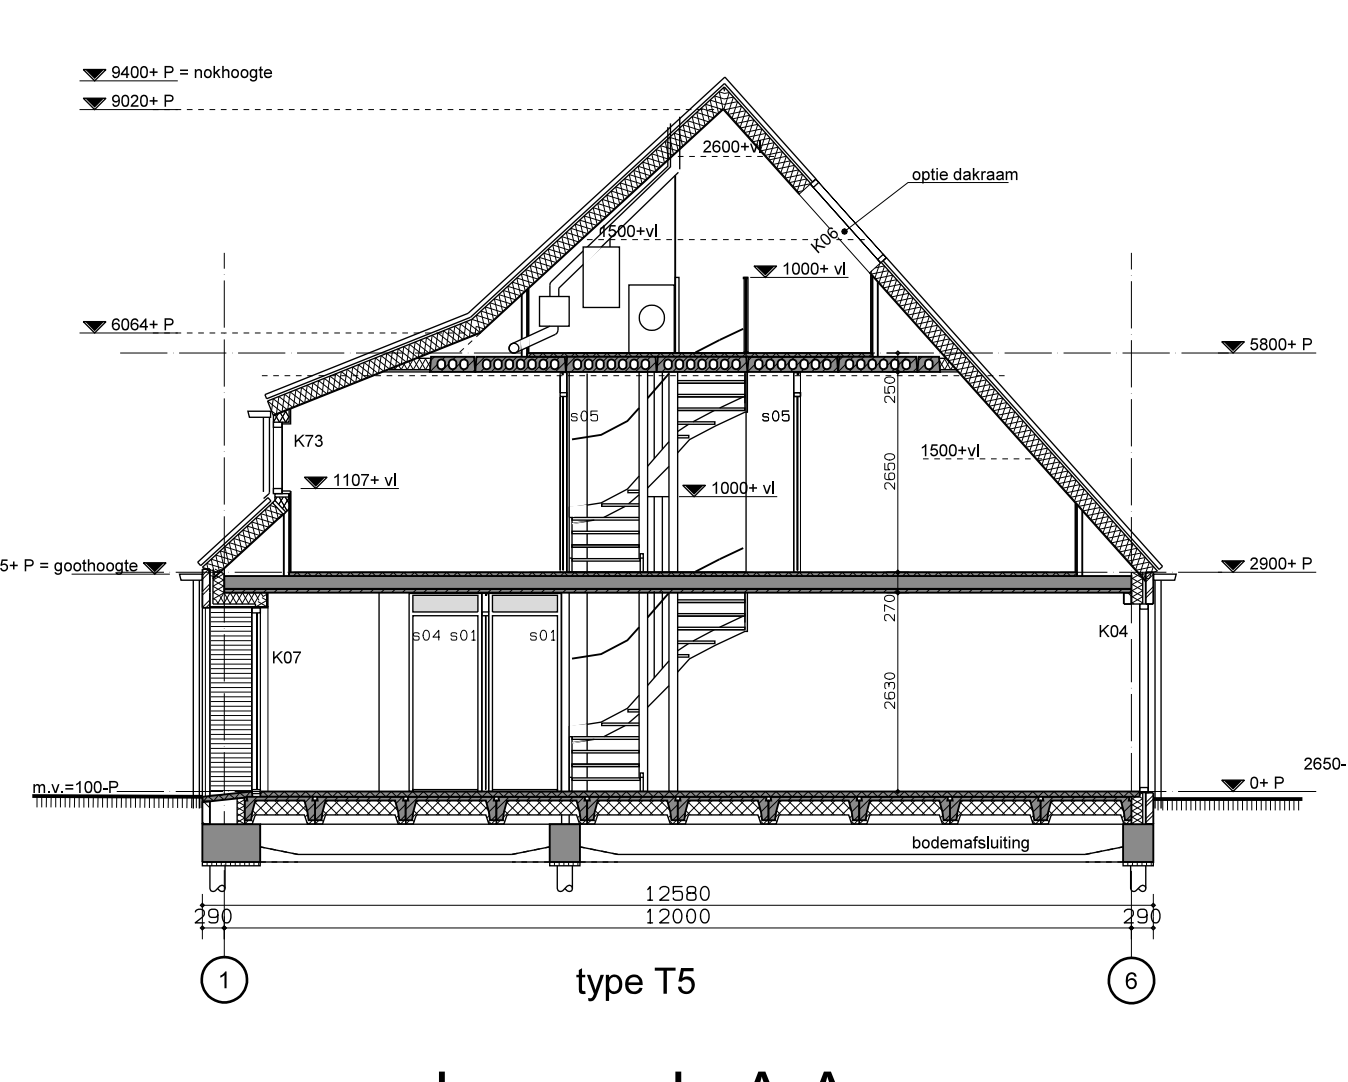 9400+ P = nokhoogte
9020+ P
2600+vl
optie dakraam
1500+vl
K06
1000+ vl
6064+ P
5800+ P
250
s05
s05
K73
1500+vl
2650
1107+ vl
1000+ vl
5+ P = goothoogte
2900+ P
270
s04 s01
s01
K04
K07
2630
2650-
m.v.=100-P
0+ P
bodemafsluiting
12580
290
12000
290
1
type T5
6